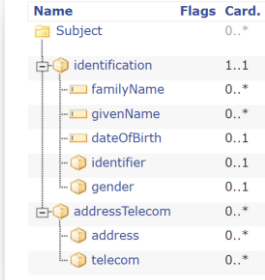 Name Flags Card.
Subject 0..*
identification 1..1
familyName 0..*
givenName 0..*
dateOfBirth 0..1
identifier 0..1
gender 0..1
addressTelecom 0..*
address 0..*
telecom 0..*